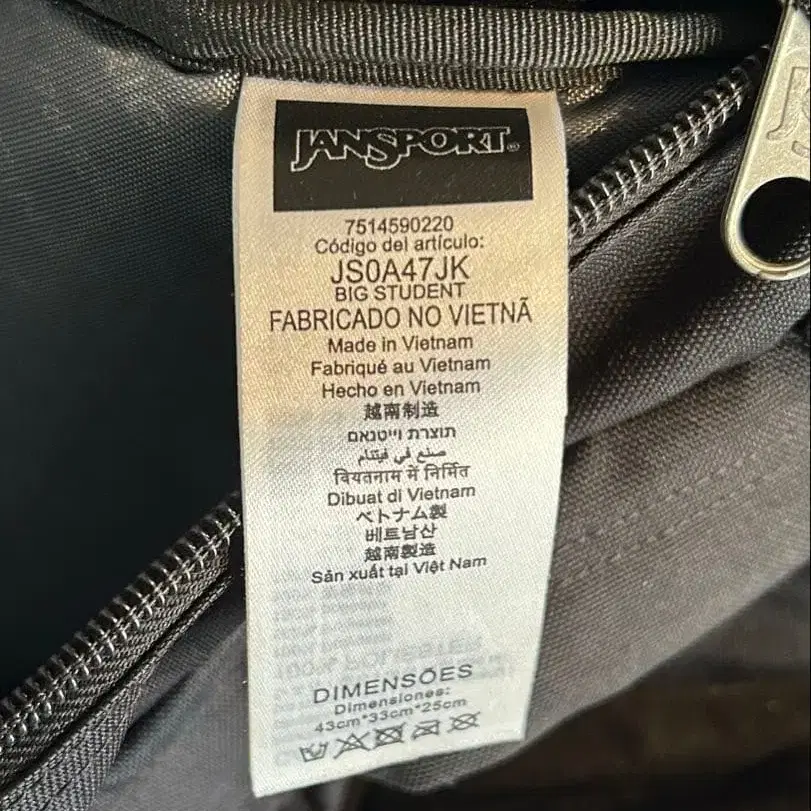 JANSPORT®
7514590220
Código del artículo:
JS0A47JK
BIG STUDENT
FABRICADO NO VIETNÃ
Made in Vietnam
Fabriqué au Vietnam
Hecho en Vietnam
越南制造
תוצרת וייטנאם
صنع في فيتنام
वियतनाम में निर्मित
Dibuat di Vietnam
ベトナム製
베트남산
越南製造
Sản xuất tại Việt Nam
100% POLIESTER
DIMENSÕES
Dimensiones:
43cm*33cm*25cm